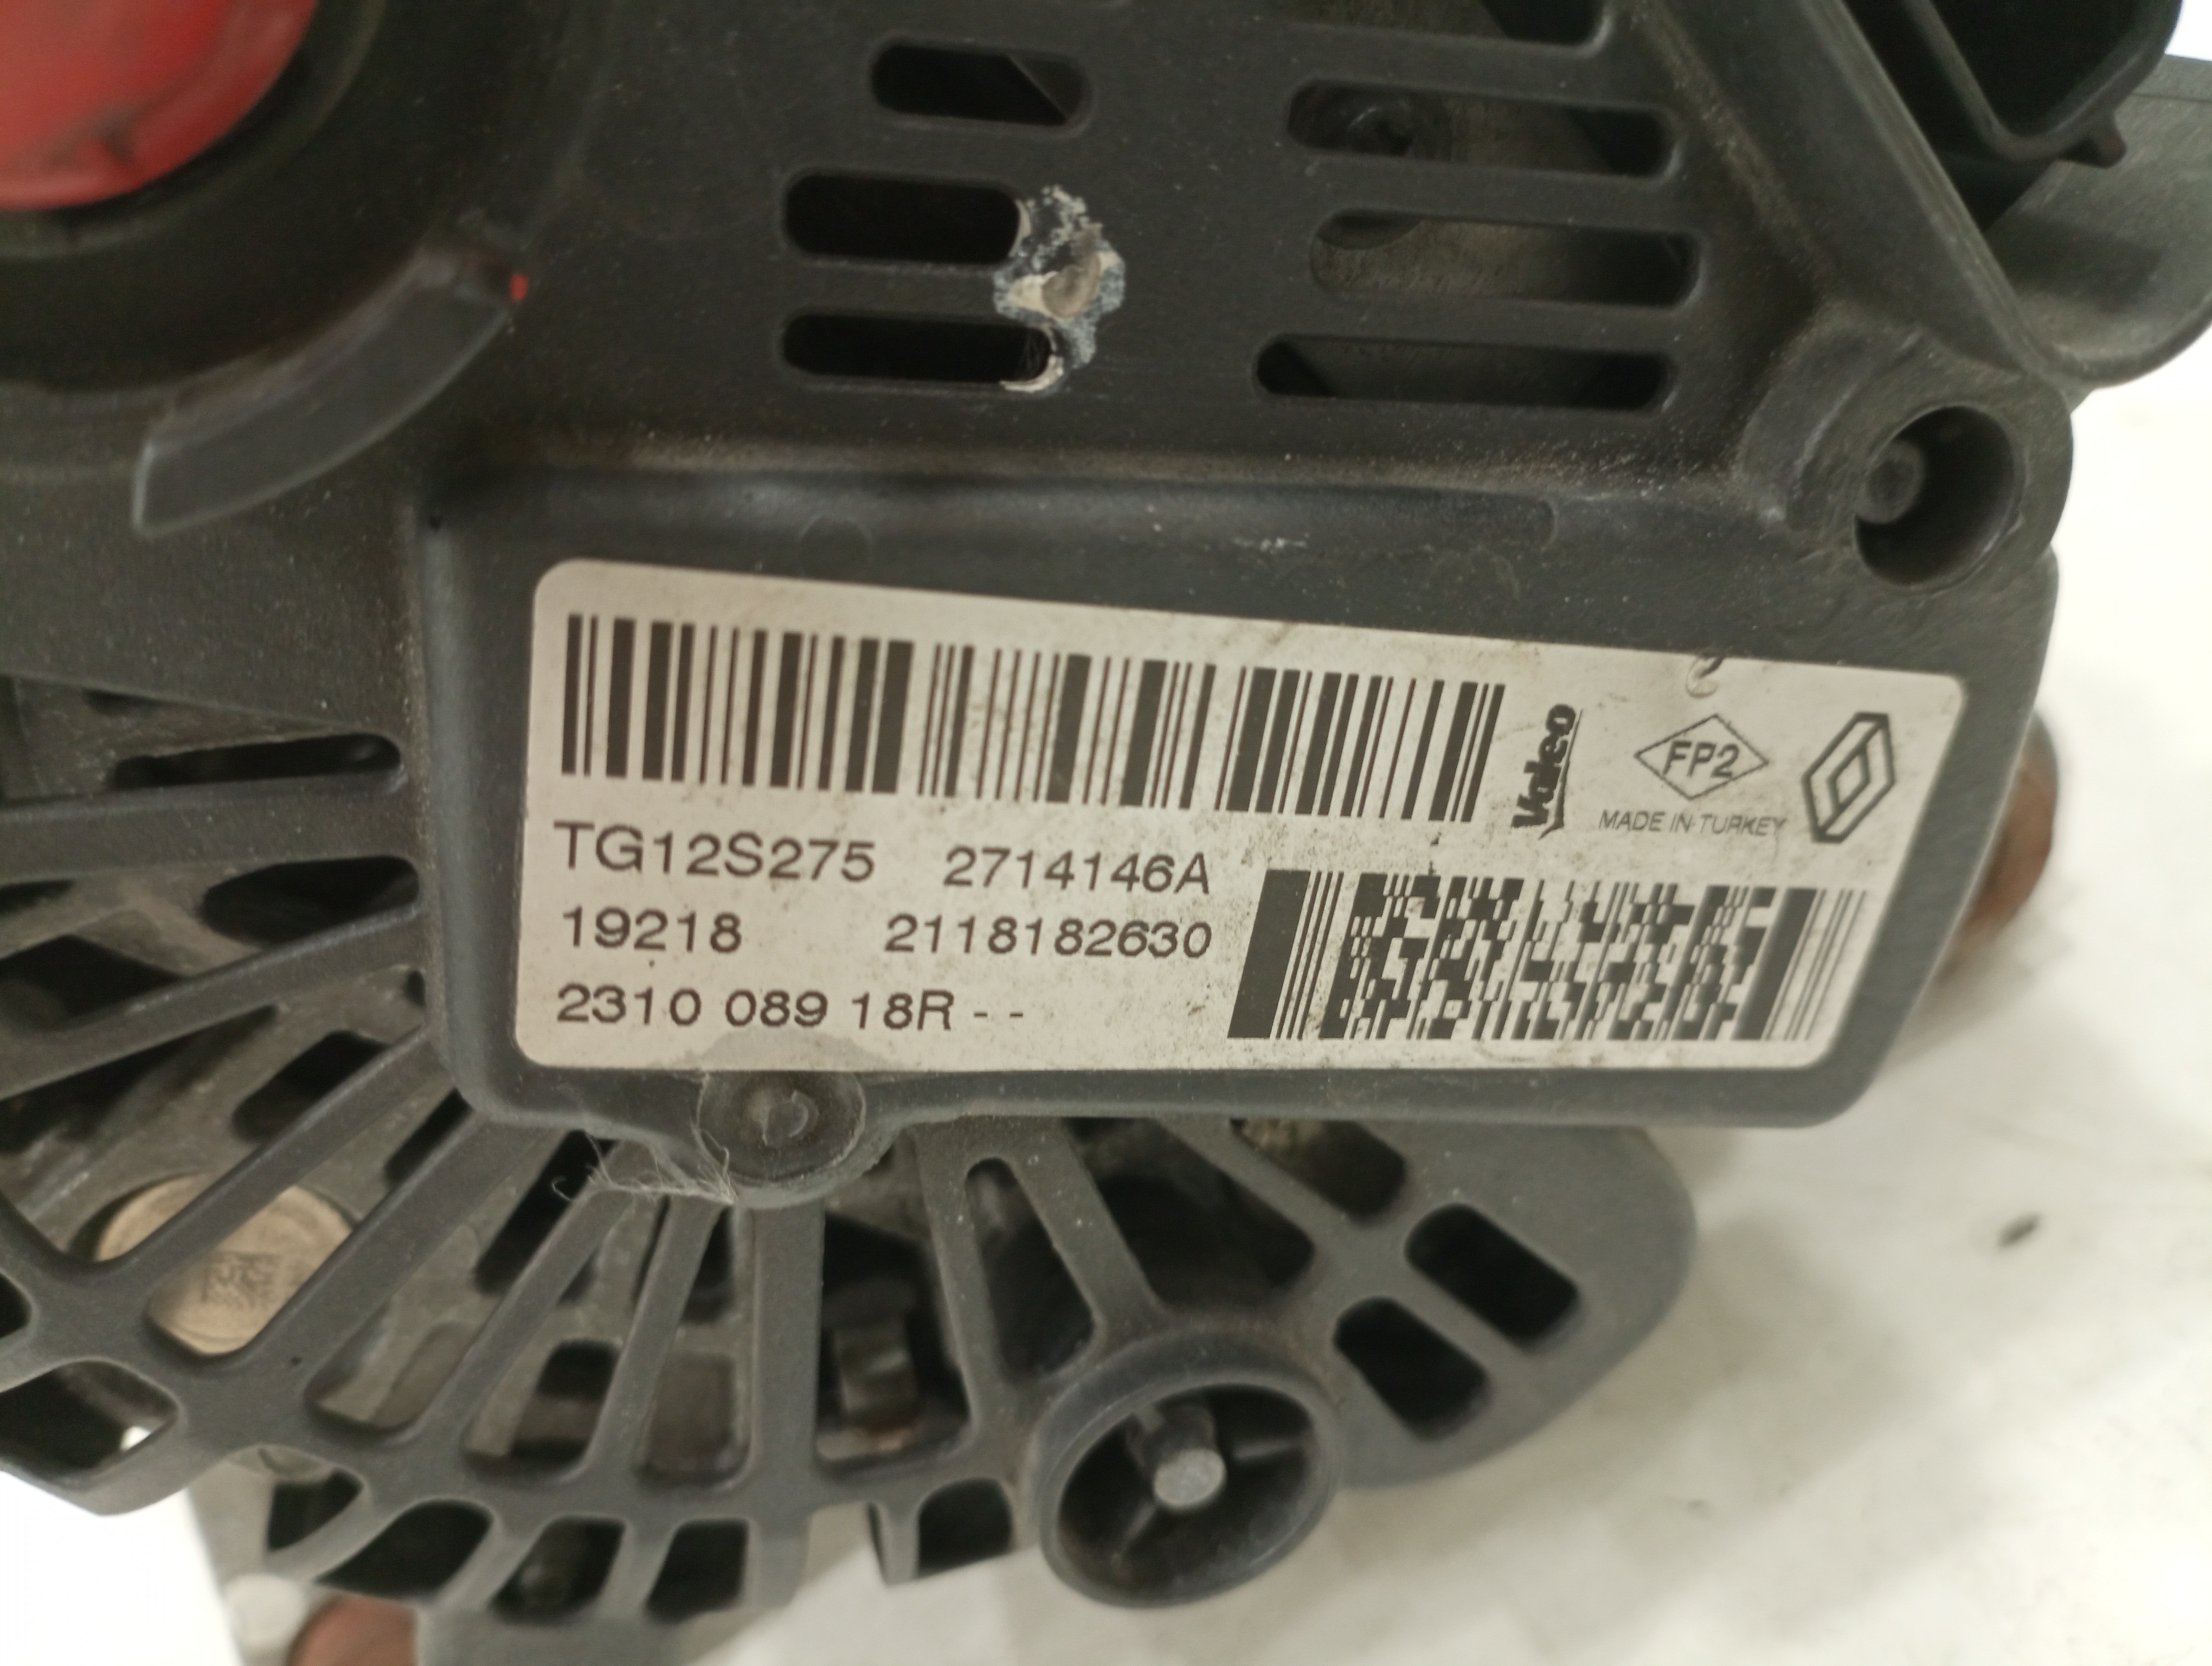 Valeo
FP2
MADE IN TURKEY
TG12S275 2714146A
19218 2118182630
2310 089 18R - -